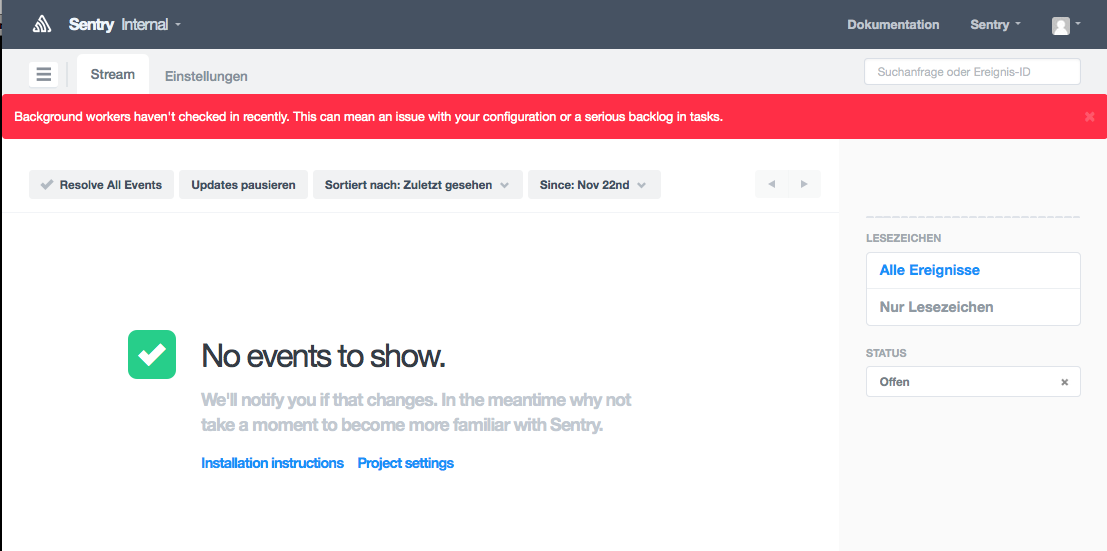 Sentry Internal
Dokumentation
Sentry
Stream
Einstellungen
Suchanfrage oder Ereignis-ID
Background workers haven't checked in recently. This can mean an issue with your configuration or a serious backlog in tasks.
Resolve All Events
Updates pausieren
Sortiert nach: Zuletzt gesehen
Since: Nov 22nd
No events to show.
We'll notify you if that changes. In the meantime why not
take a moment to become more familiar with Sentry.
Installation instructions
Project settings
LESEZEICHEN
Alle Ereignisse
Nur Lesezeichen
STATUS
Offen